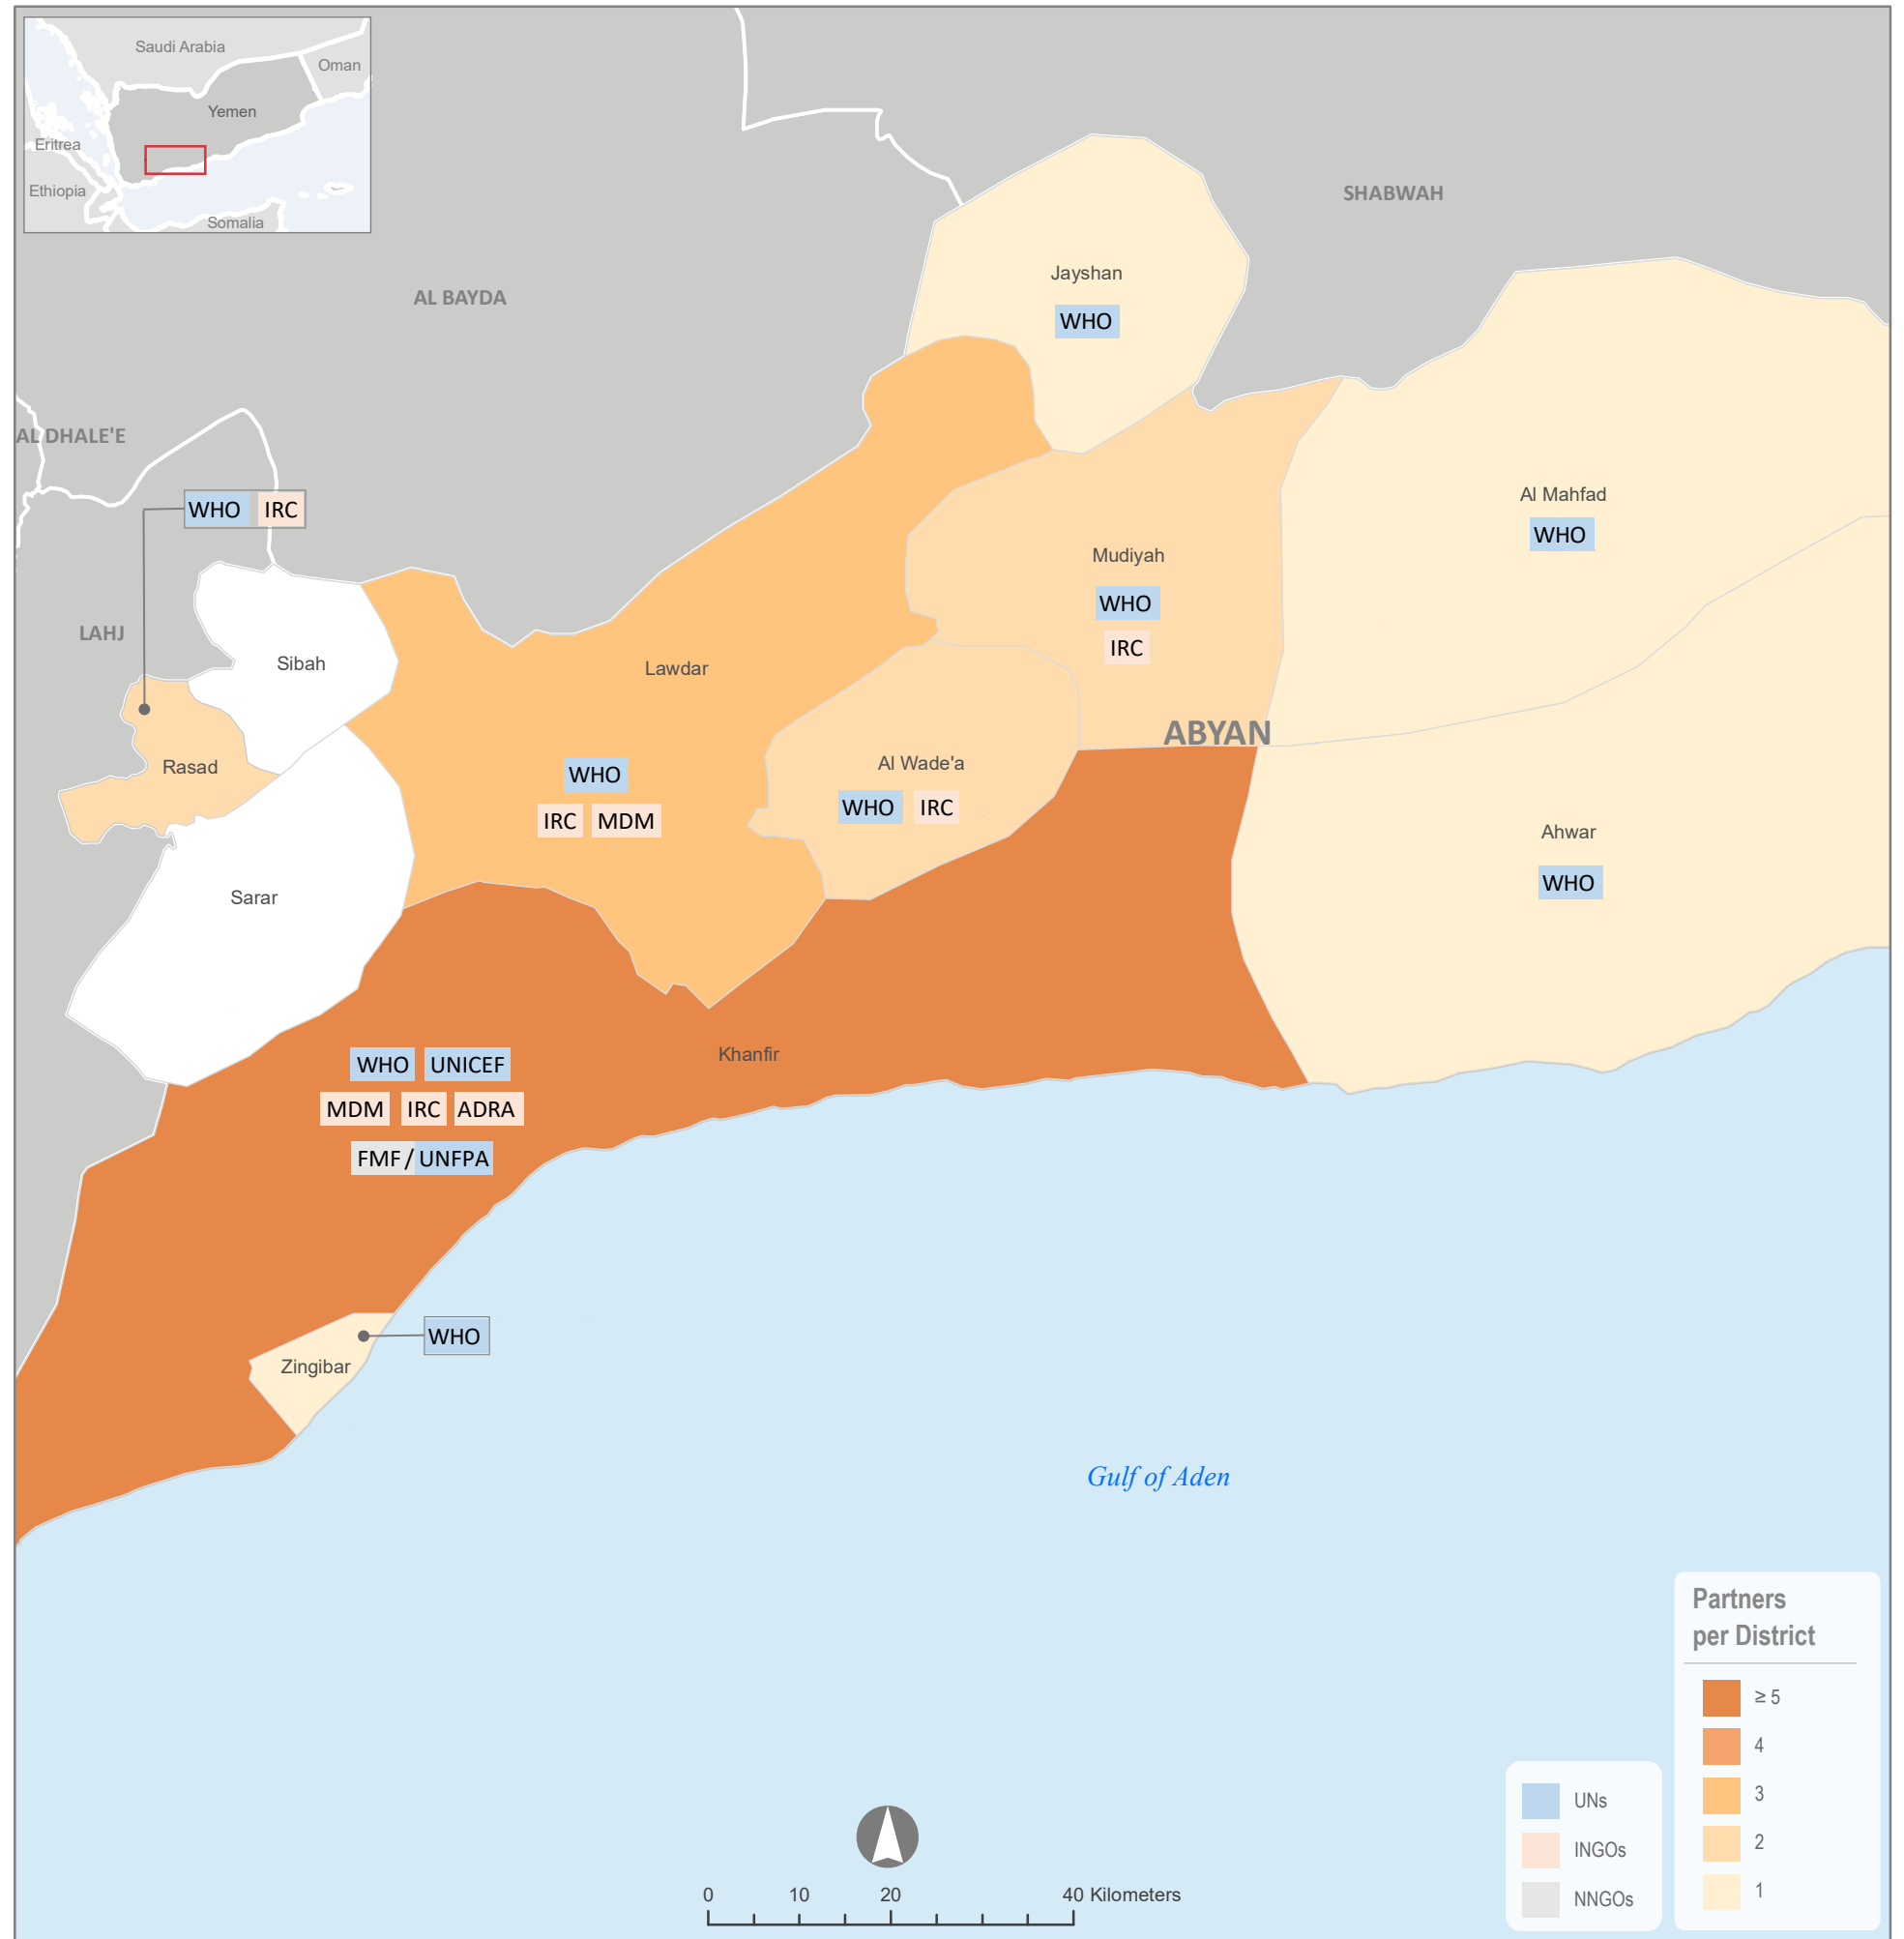 Saudi Arabia
Oman
Yemen
Eritrea
Ethiopia
Somalia
SHABWAH
AL BAYDA
Jayshan
WHO
AL DHALE'E
WHO IRC
Al Mahfad
WHO
Mudiyah
WHO
IRC
LAHJ
Sibah
Lawdar
ABYAN
Rasad
Al Wade'a
WHO
WHO IRC
IRC MDM
Ahwar
WHO
Sarar
Khanfir
WHO UNICEF
MDM IRC ADRA
FMF / UNFPA
WHO
Zingibar
Gulf of Aden
Partners
per District
≥ 5
4
3
2
1
UNs
INGOs
NNGOs
0 10 20 40 Kilometers